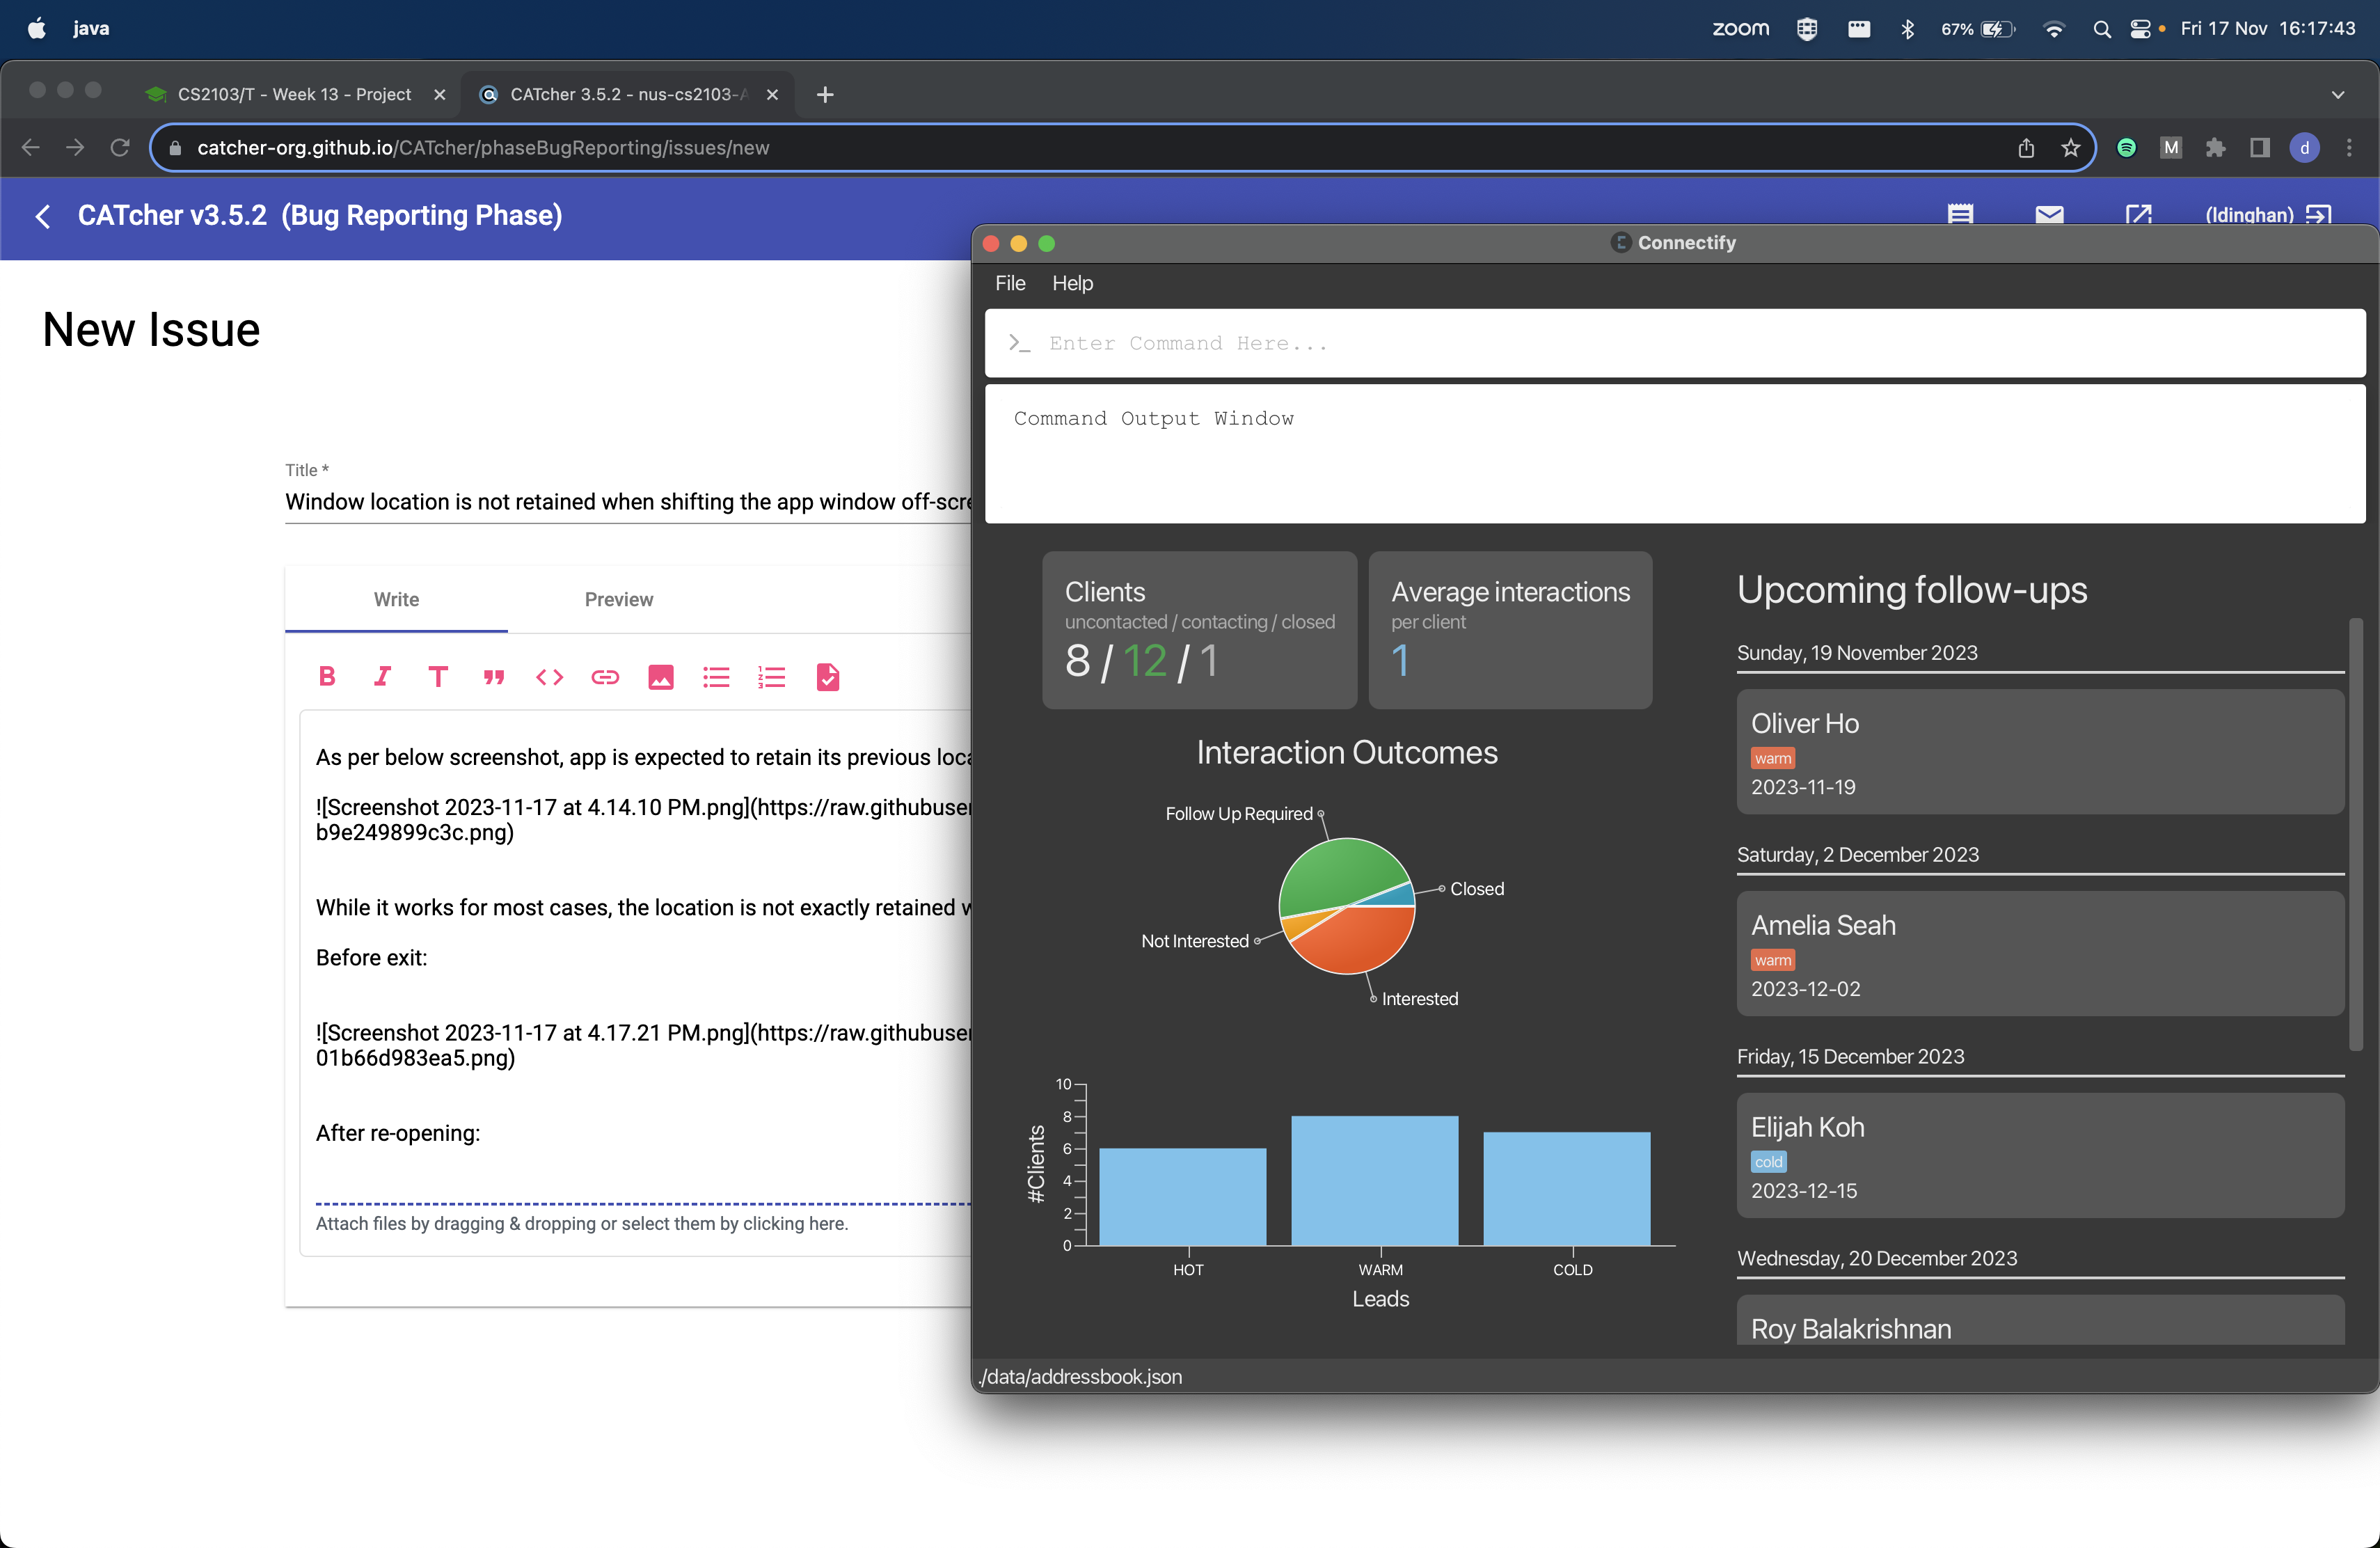 java
zoom
67%
Fri 17 Nov 16:17:43
CS2103/T - Week 13 - Project
CATcher 3.5.2 - nus-cs2103-A
catcher-org.github.io/CATcher/phaseBugReporting/issues/new
M
d
CATcher v3.5.2 (Bug Reporting Phase)
(ldinghan)
New Issue
Title *
Window location is not retained when shifting the app window off-scre
Write
Preview
As per below screenshot, app is expected to retain its previous loca
![Screenshot 2023-11-17 at 4.14.10 PM.png](https://raw.githubuser
b9e249899c3c.png)
While it works for most cases, the location is not exactly retained w
Before exit:
![Screenshot 2023-11-17 at 4.17.21 PM.png](https://raw.githubuser
01b66d983ea5.png)
After re-opening:
Attach files by dragging & dropping or select them by clicking here.
Connectify
File Help
>_ Enter Command Here...
Command Output Window
Clients
uncontacted / contacting / closed
8 / 12 / 1
Average interactions
per client
1
Interaction Outcomes
Follow Up Required
Closed
Not Interested
Interested
10
8
6
4
2
0
#Clients
HOT
WARM
COLD
Leads
Upcoming follow-ups
Sunday, 19 November 2023
Oliver Ho
warm
2023-11-19
Saturday, 2 December 2023
Amelia Seah
warm
2023-12-02
Friday, 15 December 2023
Elijah Koh
cold
2023-12-15
Wednesday, 20 December 2023
Roy Balakrishnan
./data/addressbook.json